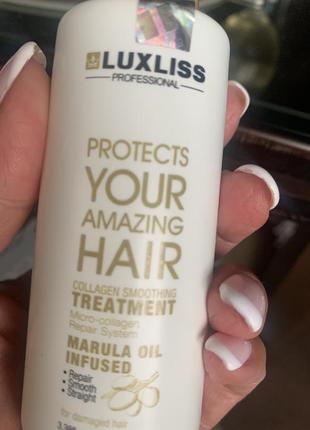 LUXLISS
PROFESSIONAL
PROTECTS
YOUR
AMAZING
HAIR
COLLAGEN SMOOTHING
TREATMENT
Micro-collagen
Repair System
MARULA OIL
INFUSED
• Repair
• Smooth
• Straight
for damaged hair